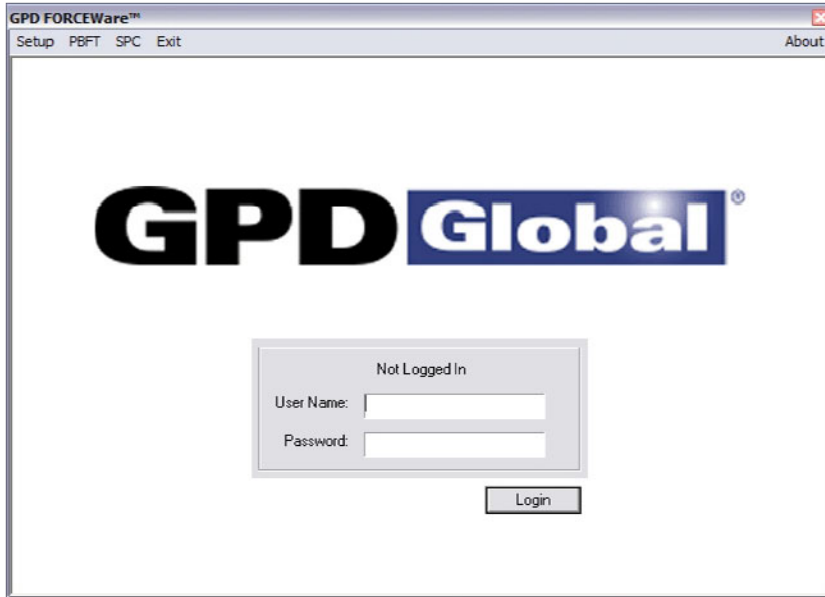 GPD FORCEWare™
Setup PBFT SPC Exit About
GPD Global®
Not Logged In
User Name:
Password:
Login